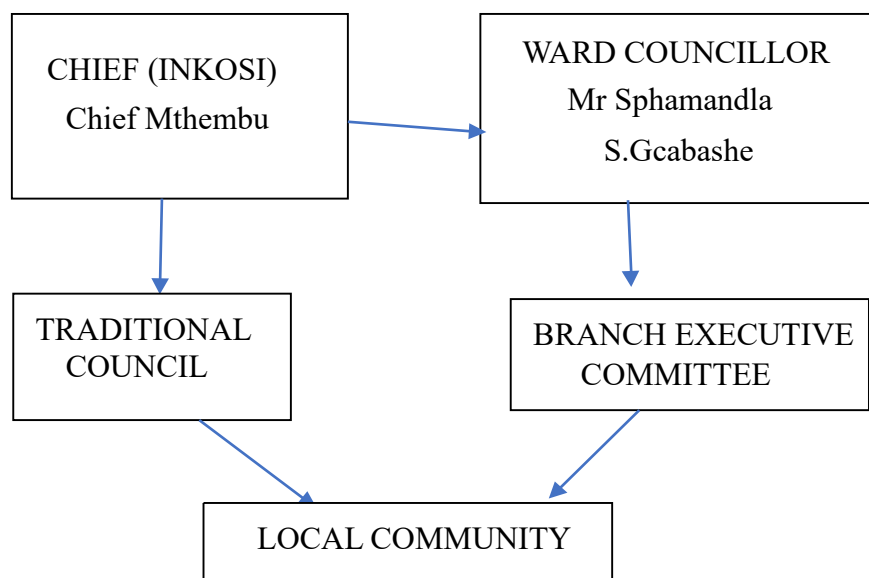 CHIEF (INKOSI)
Chief Mthembu
WARD COUNCILLOR
Mr Sphamandla
S.Gcabashe
TRADITIONAL
COUNCIL
BRANCH EXECUTIVE
COMMITTEE
LOCAL COMMUNITY